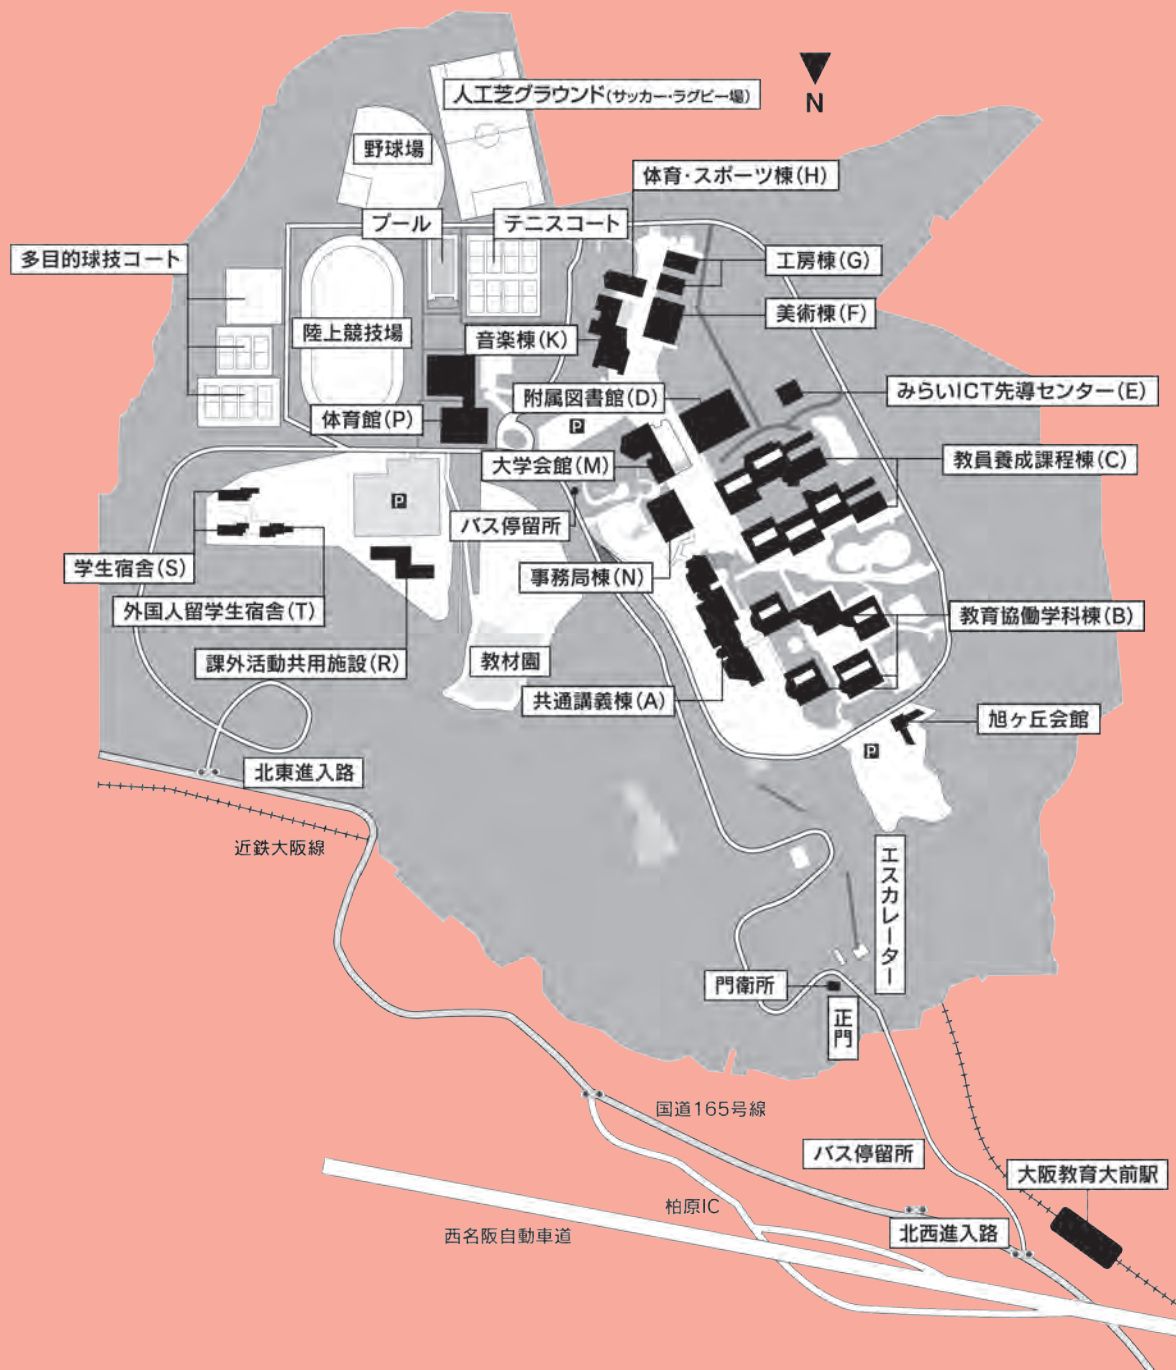 人工芝グラウンド(サッカー・ラグビー場)
N
野球場
体育・スポーツ棟(H)
プール
テニスコート
多目的球技コート
工房棟(G)
美術棟(F)
陸上競技場
音楽棟(K)
みらいICT先導センター(E)
附属図書館(D)
体育館(P)
P
大学会館(M)
教員養成課程棟(C)
P
バス停留所
学生宿舎(S)
事務局棟(N)
外国人留学生宿舎(T)
教育協働学科棟(B)
課外活動共用施設(R)
教材園
共通講義棟(A)
旭ヶ丘会館
P
北東進入路
近鉄大阪線
エスカレーター
門衛所
正門
国道165号線
バス停留所
大阪教育大前駅
柏原IC
西名阪自動車道
北西進入路